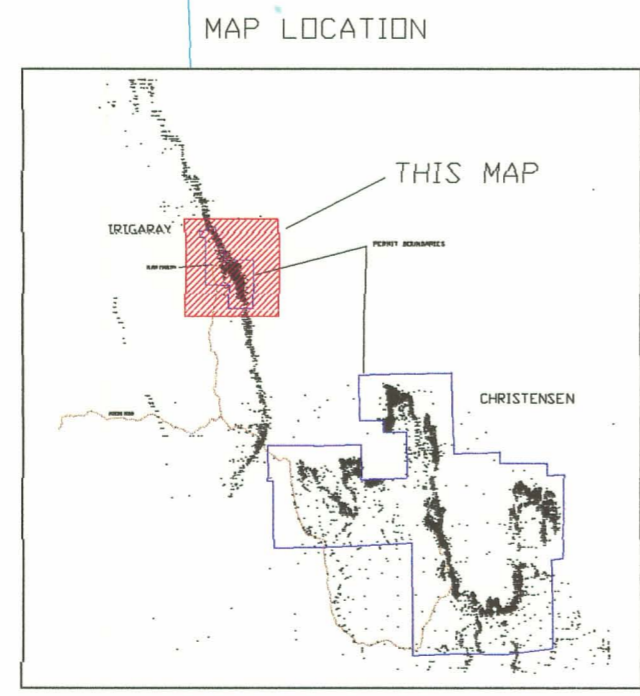 MAP LOCATION
THIS MAP
IRIGARAY
PERMIT BOUNDARIES
CHRISTENSEN